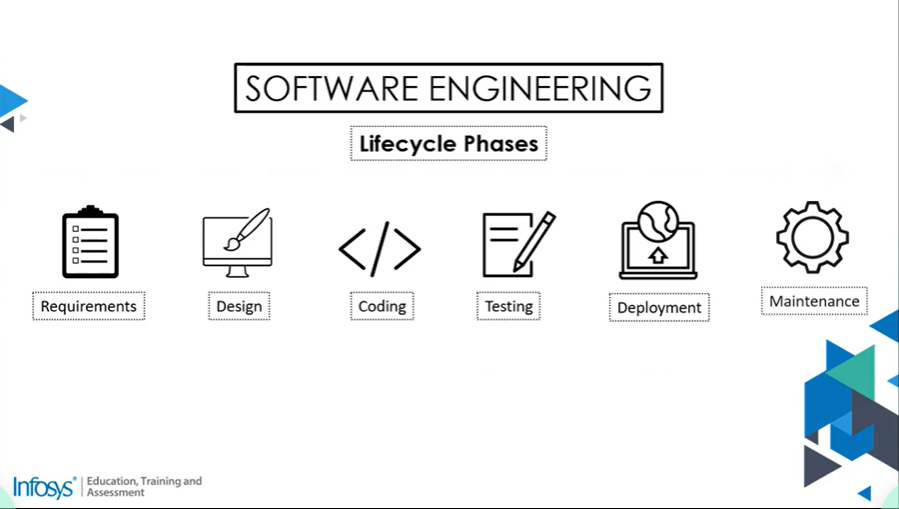 SOFTWARE ENGINEERING
Lifecycle Phases
Requirements
Design
Coding
Testing
Deployment
Maintenance
Infosys®
Education, Training and
Assessment